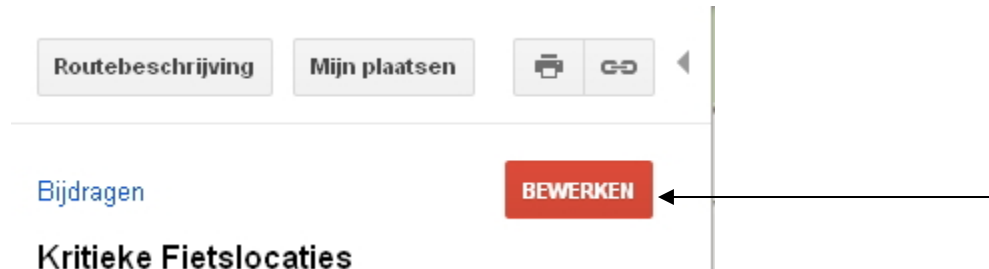 Routebeschrijving Mijn plaatsen
Bijdragen BEWERKEN
Kritieke Fietslocaties